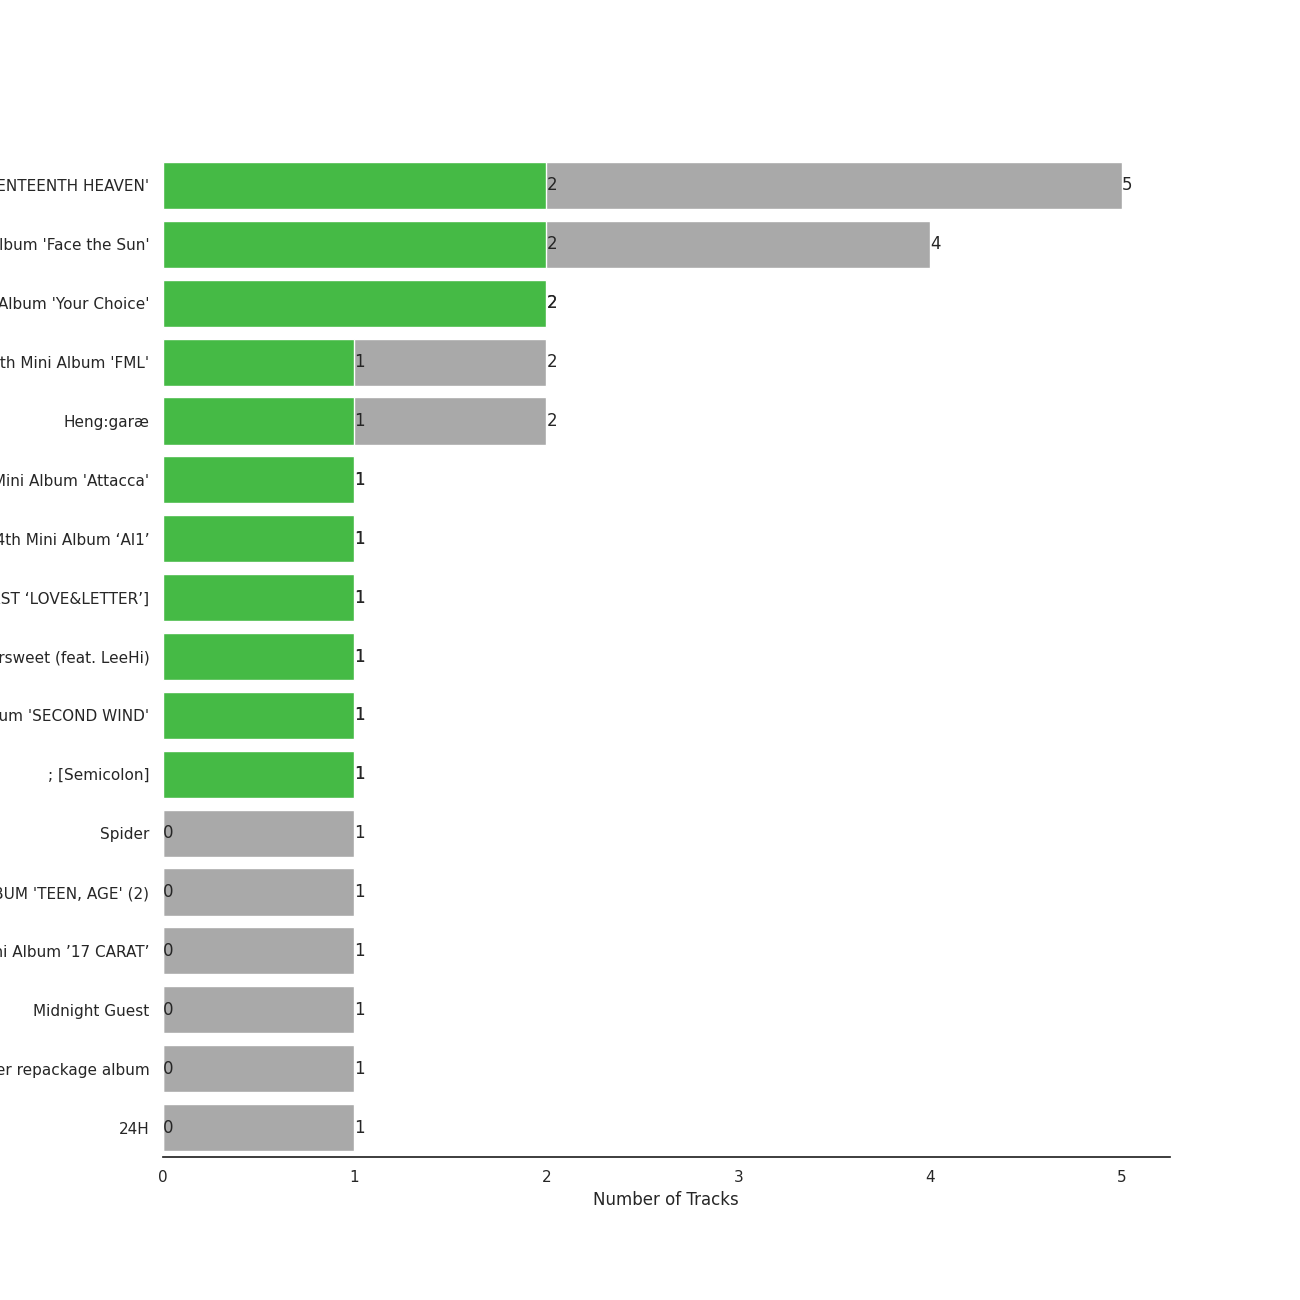 ENTEENTH HEAVEN' 2 5
lbum 'Face the Sun' 2 4
Album 'Your Choice' 2
th Mini Album 'FML' 1 2
Heng:garæ 1 2
Mini Album 'Attacca' 1
4th Mini Album ‘Al1’ 1
ST ‘LOVE&LETTER’] 1
rsweet (feat. LeeHi) 1
um 'SECOND WIND' 1
; [Semicolon] 1
Spider 0 1
BUM 'TEEN, AGE' (2) 0 1
ni Album ’17 CARAT’ 0 1
Midnight Guest 0 1
er repackage album 0 1
24H 0 1
0 1 2 3 4 5
Number of Tracks